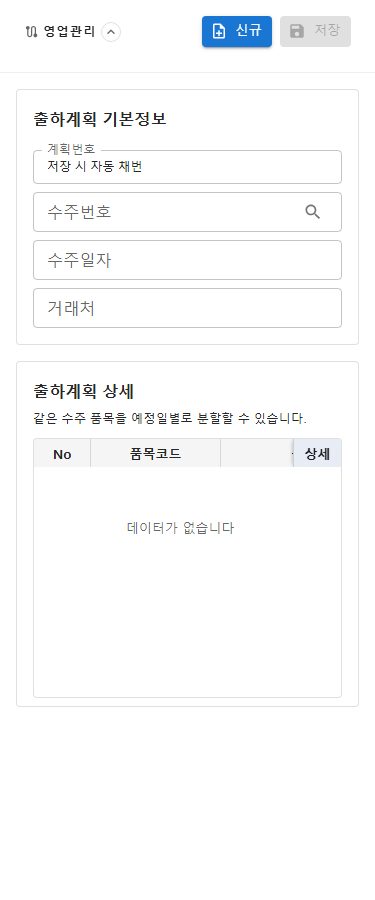 영업관리
신규
저장
출하계획 기본정보
계획번호
저장 시 자동 채번
수주번호
수주일자
거래처
출하계획 상세
같은 수주 품목을 예정일별로 분할할 수 있습니다.
No 품목코드 상세
데이터가 없습니다